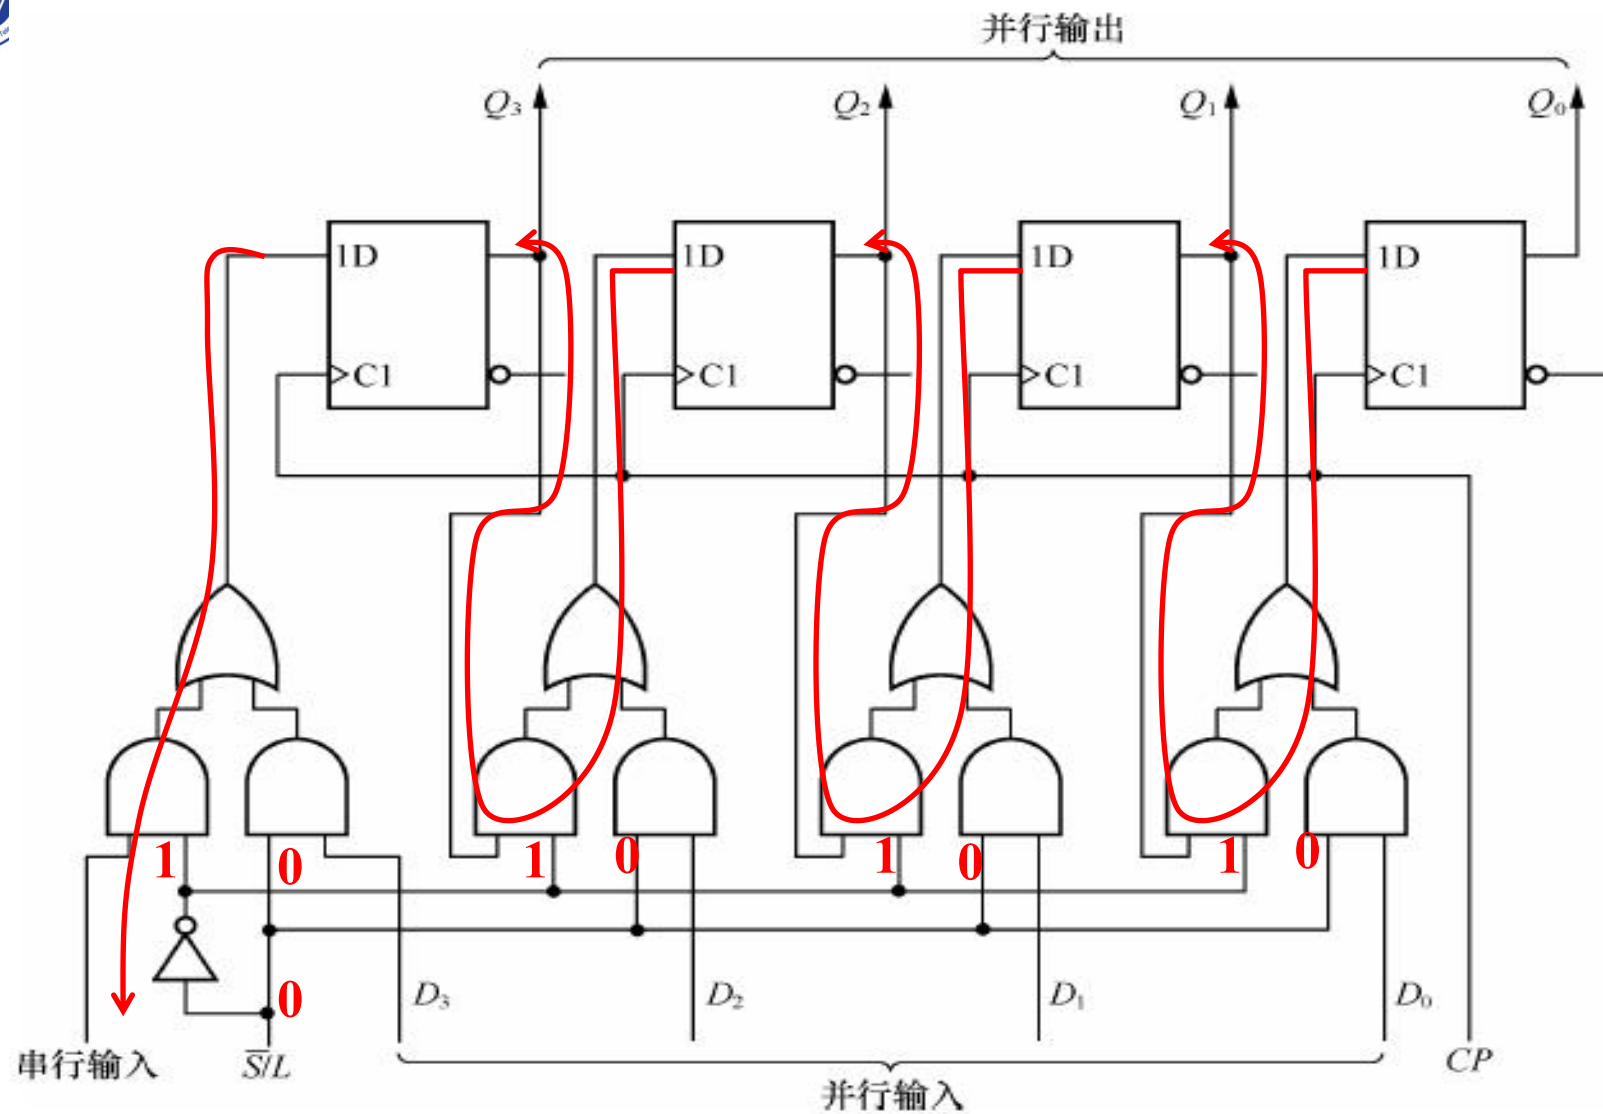 并行输出
Q₃ Q₂ Q₁ Q₀
1D 1D 1D 1D
C1 C1 C1 C1
1 0 1 0 1 0 1 0
0
D₃ D₂ D₁ D₀
串行输入 S̅/L CP
并行输入